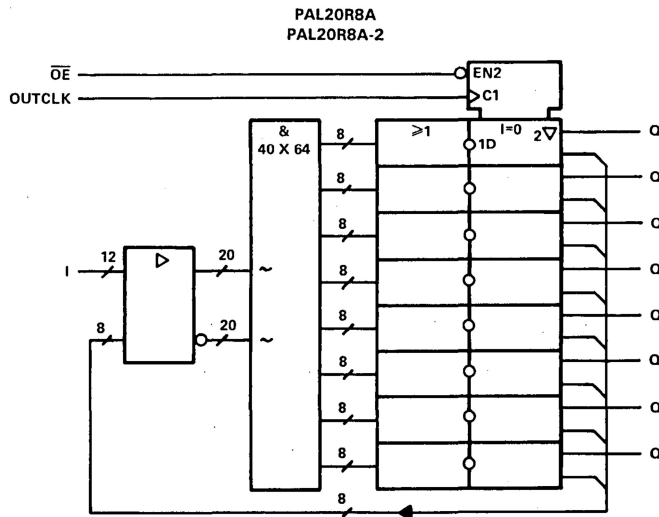 PAL20R8A
PAL20R8A-2
OE
EN2
OUTCLK
C1
&
40 X 64
8
≥1
I=0
2▽
1D
Q
8
Q
8
Q
I
12
▷
20
~
8
Q
8
20
~
8
Q
8
Q
8
Q
8
Q
8